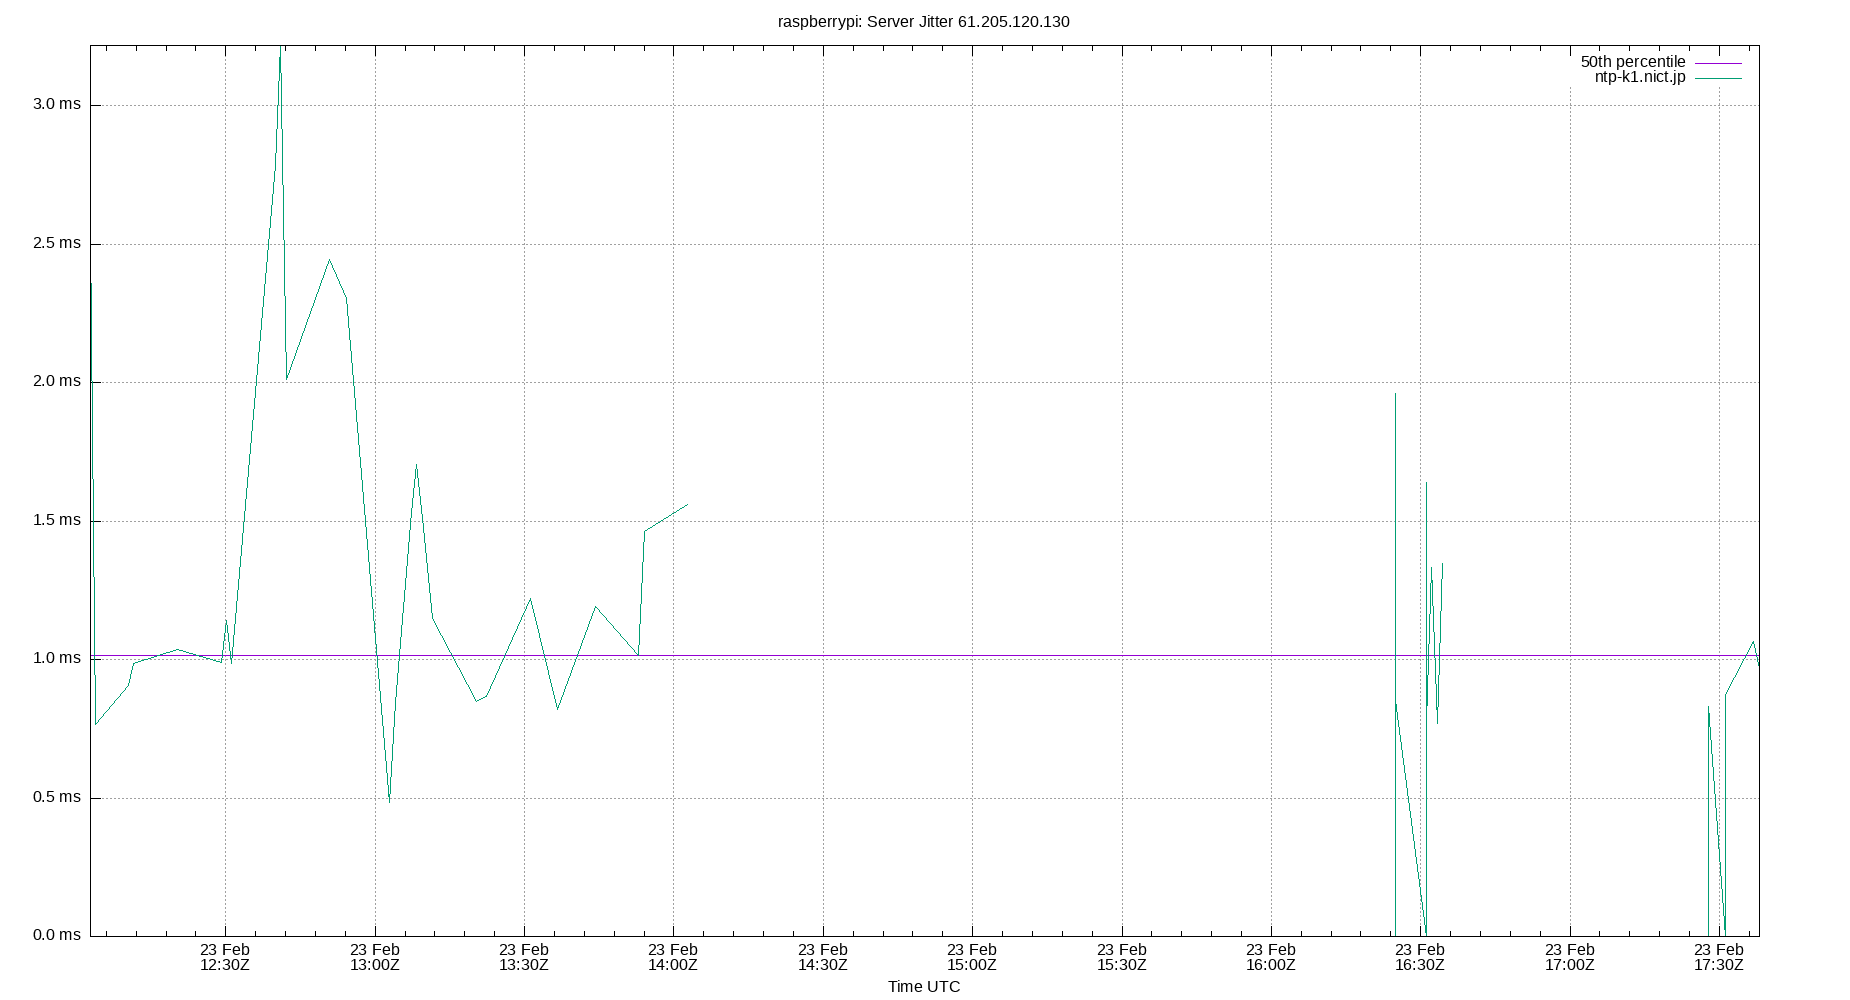 raspberrypi: Server Jitter 61.205.120.130
50th percentile
ntp-k1.nict.jp
3.0 ms
2.5 ms
2.0 ms
1.5 ms
1.0 ms
0.5 ms
0.0 ms
23 Feb 23 Feb 23 Feb 23 Feb 23 Feb 23 Feb 23 Feb 23 Feb 23 Feb 23 Feb 23 Feb
12:30Z 13:00Z 13:30Z 14:00Z 14:30Z 15:00Z 15:30Z 16:00Z 16:30Z 17:00Z 17:30Z
Time UTC